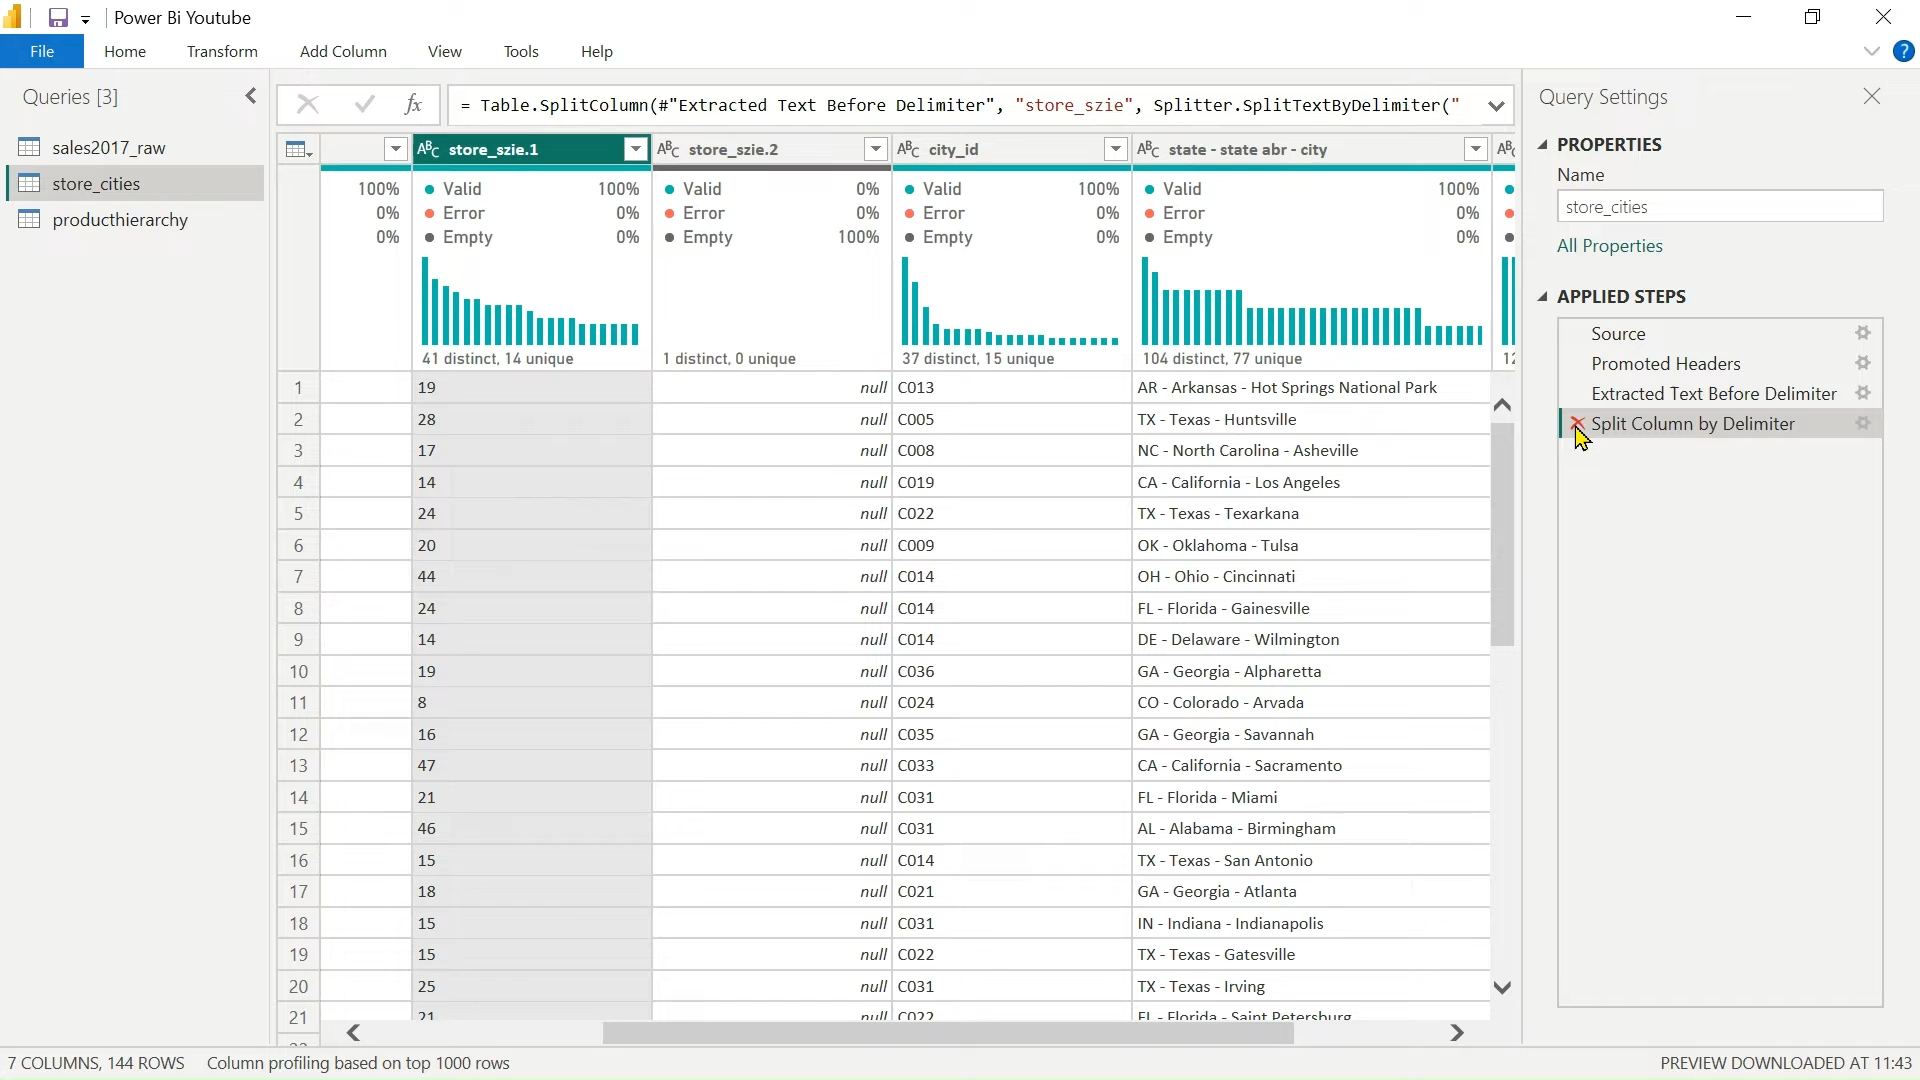 Power Bi Youtube
File Home Transform Add Column View Tools Help ?
Queries [3]
sales2017_raw
store_cities
producthierarchy
fx = Table.SplitColumn(#"Extracted Text Before Delimiter", "store_szie", Splitter.SplitTextByDelimiter("
ABC store_szie.1 ABC store_szie.2 ABC city_id ABC state - state abr - city
100% Valid 100% Valid 0% Valid 100% Valid 100%
0% Error 0% Error 0% Error 0% Error 0%
0% Empty 0% Empty 100% Empty 0% Empty 0%
41 distinct, 14 unique 1 distinct, 0 unique 37 distinct, 15 unique 104 distinct, 77 unique 12
1 19 null C013 AR - Arkansas - Hot Springs National Park
2 28 null C005 TX - Texas - Huntsville
3 17 null C008 NC - North Carolina - Asheville
4 14 null C019 CA - California - Los Angeles
5 24 null C022 TX - Texas - Texarkana
6 20 null C009 OK - Oklahoma - Tulsa
7 44 null C014 OH - Ohio - Cincinnati
8 24 null C014 FL - Florida - Gainesville
9 14 null C014 DE - Delaware - Wilmington
10 19 null C036 GA - Georgia - Alpharetta
11 8 null C024 CO - Colorado - Arvada
12 16 null C035 GA - Georgia - Savannah
13 47 null C033 CA - California - Sacramento
14 21 null C031 FL - Florida - Miami
15 46 null C031 AL - Alabama - Birmingham
16 15 null C014 TX - Texas - San Antonio
17 18 null C021 GA - Georgia - Atlanta
18 15 null C031 IN - Indiana - Indianapolis
19 15 null C022 TX - Texas - Gatesville
20 25 null C031 TX - Texas - Irving
21 21 null C022 FL - Florida - Saint Petersburg
Query Settings
PROPERTIES
Name
store_cities
All Properties
APPLIED STEPS
Source
Promoted Headers
Extracted Text Before Delimiter
Split Column by Delimiter
7 COLUMNS, 144 ROWS Column profiling based on top 1000 rows PREVIEW DOWNLOADED AT 11:43